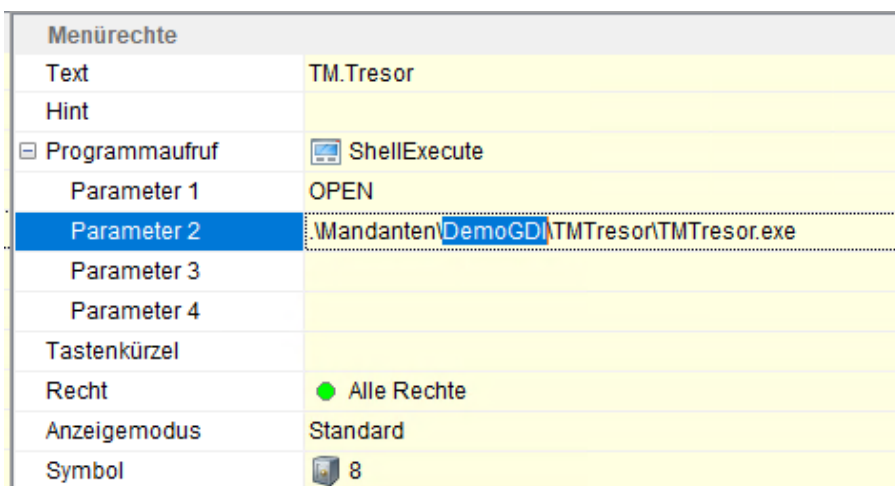 Menürechte
Text TM.Tresor
Hint
Programmaufruf ShellExecute
Parameter 1 OPEN
Parameter 2 .\Mandanten\DemoGDI\TMTresor\TMTresor.exe
Parameter 3
Parameter 4
Tastenkürzel
Recht Alle Rechte
Anzeigemodus Standard
Symbol 8